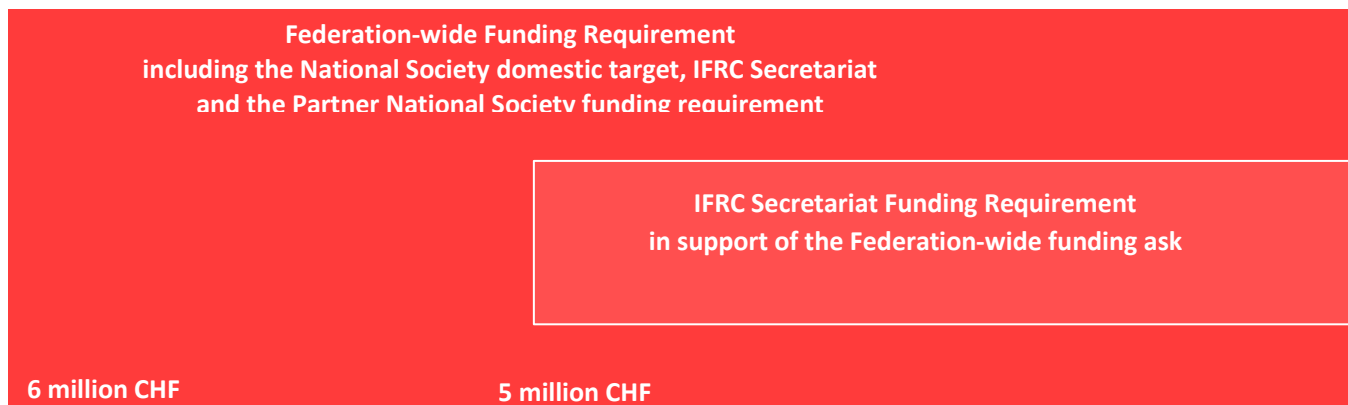 Federation-wide Funding Requirement
including the National Society domestic target, IFRC Secretariat
and the Partner National Society funding requirement
IFRC Secretariat Funding Requirement
in support of the Federation-wide funding ask
6 million CHF
5 million CHF